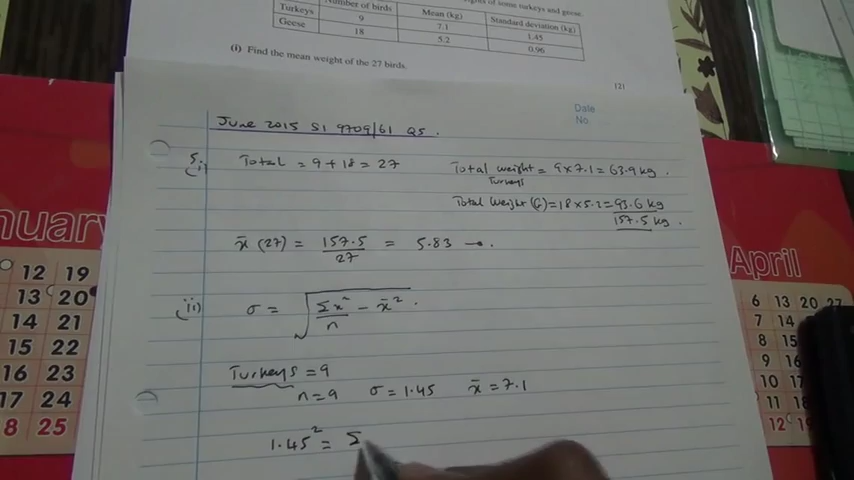 Number of birds Mean (kg) Standard deviation (kg)
Turkeys 9 7.1 1.45
Geese 18 5.2 0.96
(i) Find the mean weight of the 27 birds.
[2]
Date
No
June 2015 S1 9709/61 Q5.
5 (i) Total = 9 + 18 = 27
Total weight = 9 x 7.1 = 63.9 kg.
Turkeys
Total weight (G) = 18 x 5.2 = 93.6 kg
157.5 kg.
x̄ (27) = 157.5 / 27 = 5.83
(ii) σ = √ Σx² / n - x̄².
Turkeys = 9
n = 9 σ = 1.45 x̄ = 7.1
1.45² = Σ
anuary
12 19
13 20
14 21
15 22
16 23
17 24
18 25
April
6 13 20 27
7 14
8 15
9 16
10 17
11 18
12